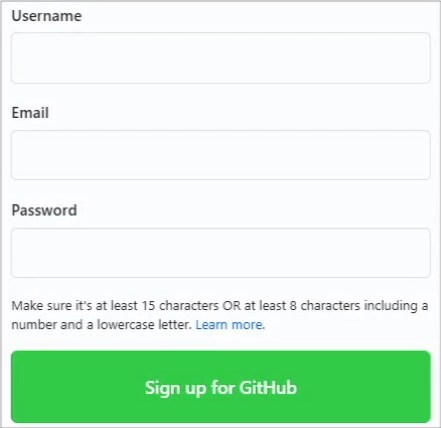 Username
Email
Password
Make sure it's at least 15 characters OR at least 8 characters including a
number and a lowercase letter. Learn more.
Sign up for GitHub